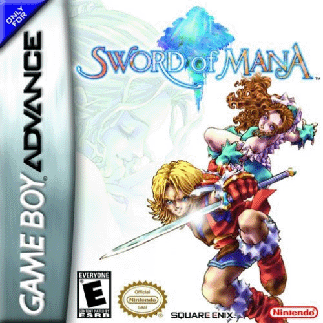 ONLY
FOR
GAME BOY ADVANCE
SWORD of MANA
EVERYONE
E
ESRB
Official
Nintendo
Seal
SQUARE ENIX
Nintendo